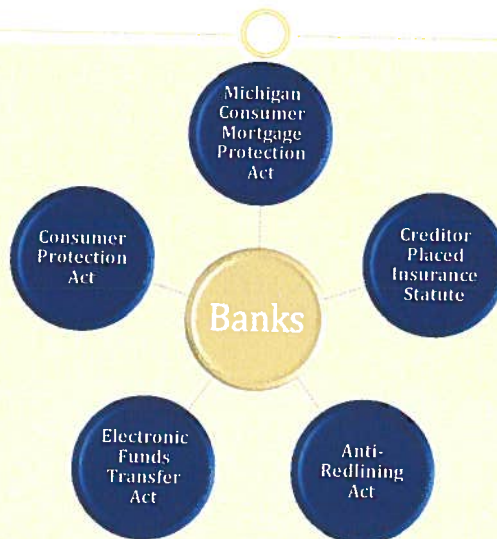 Michigan
Consumer
Mortgage
Protection
Act
Consumer
Protection
Act
Creditor
Placed
Insurance
Statute
Banks
Electronic
Funds
Transfer
Act
Anti-
Redlining
Act